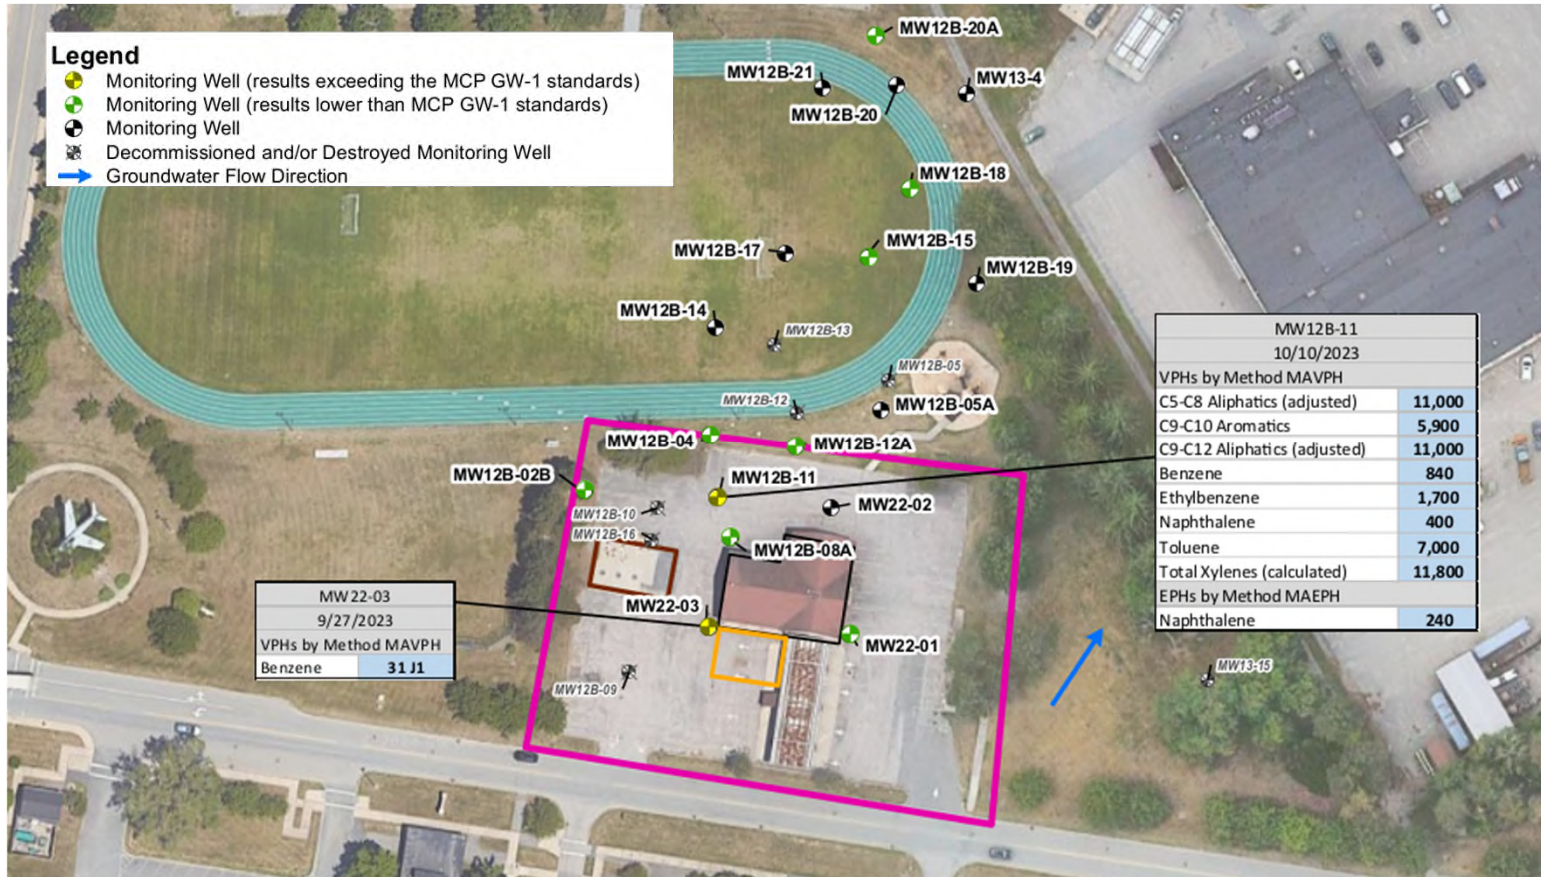 Legend
Monitoring Well (results exceeding the MCP GW-1 standards)
Monitoring Well (results lower than MCP GW-1 standards)
Monitoring Well
Decommissioned and/or Destroyed Monitoring Well
Groundwater Flow Direction
MW12B-20A
MW12B-21
MW13-4
MW12B-20
MW12B-18
MW12B-15
MW12B-17
MW12B-19
MW12B-14
MW12B-13
MW12B-05
MW12B-12
MW12B-05A
MW12B-04
MW12B-12A
MW12B-02B
MW12B-11
MW22-02
MW12B-10
MW12B-16
MW12B-08A
MW22-03
MW22-01
MW12B-09
MW13-15
MW12B-11
10/10/2023
VPHs by Method MAVPH
C5-C8 Aliphatics (adjusted) 11,000
C9-C10 Aromatics 5,900
C9-C12 Aliphatics (adjusted) 11,000
Benzene 840
Ethylbenzene 1,700
Naphthalene 400
Toluene 7,000
Total Xylenes (calculated) 11,800
EPHs by Method MAEPH
Naphthalene 240
MW22-03
9/27/2023
VPHs by Method MAVPH
Benzene 31 J1